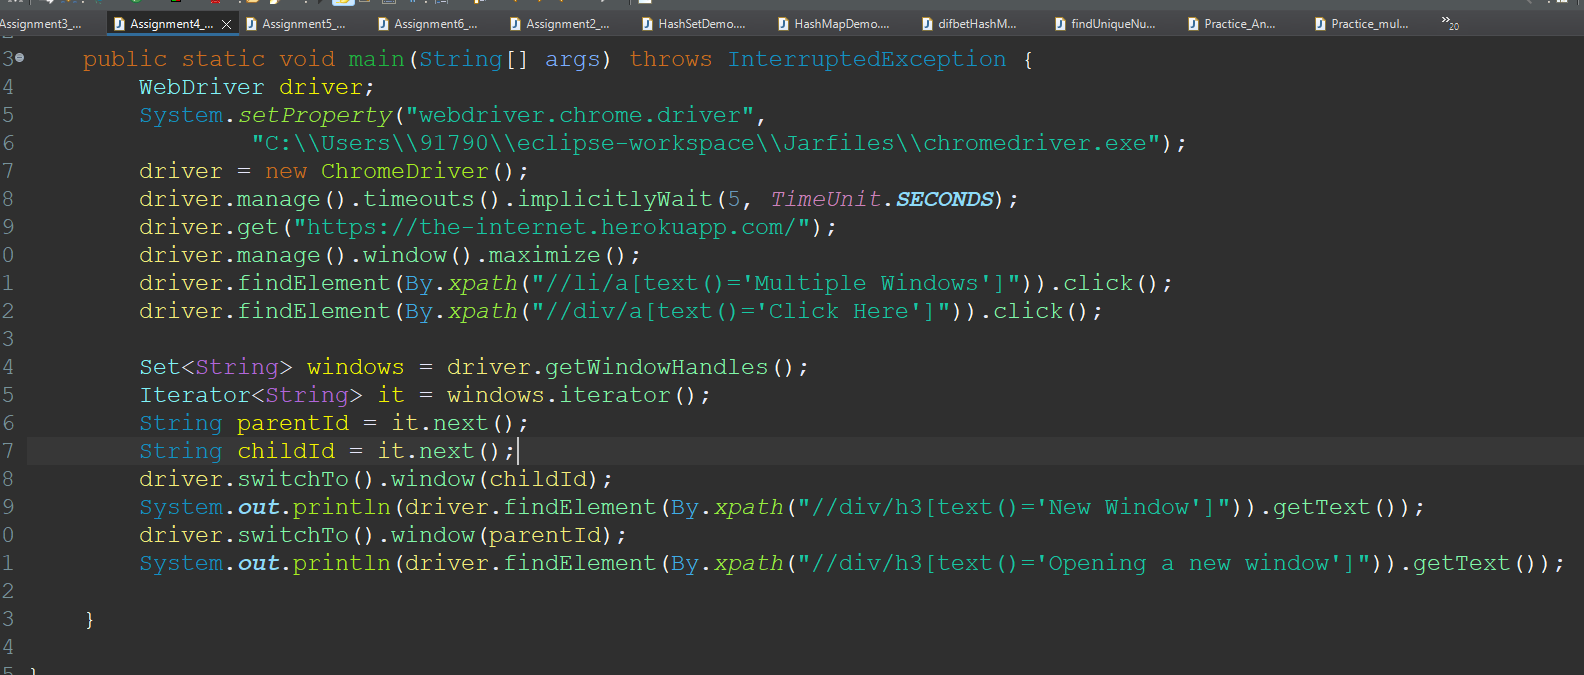 Assignment3_... Assignment4_... Assignment5_... Assignment6_... Assignment2_... HashSetDemo.... HashMapDemo.... difbetHashM... findUniqueNu... Practice_An... Practice_mul... »20
3 public static void main(String[] args) throws InterruptedException {
4 WebDriver driver;
5 System.setProperty("webdriver.chrome.driver",
6 "C:\\Users\\91790\\eclipse-workspace\\Jarfiles\\chromedriver.exe");
7 driver = new ChromeDriver();
8 driver.manage().timeouts().implicitlyWait(5, TimeUnit.SECONDS);
9 driver.get("https://the-internet.herokuapp.com/");
0 driver.manage().window().maximize();
1 driver.findElement(By.xpath("//li/a[text()='Multiple Windows']")).click();
2 driver.findElement(By.xpath("//div/a[text()='Click Here']")).click();
3
4 Set<String> windows = driver.getWindowHandles();
5 Iterator<String> it = windows.iterator();
6 String parentId = it.next();
7 String childId = it.next();
8 driver.switchTo().window(childId);
9 System.out.println(driver.findElement(By.xpath("//div/h3[text()='New Window']")).getText());
0 driver.switchTo().window(parentId);
1 System.out.println(driver.findElement(By.xpath("//div/h3[text()='Opening a new window']")).getText());
2
3 }
4
5 }